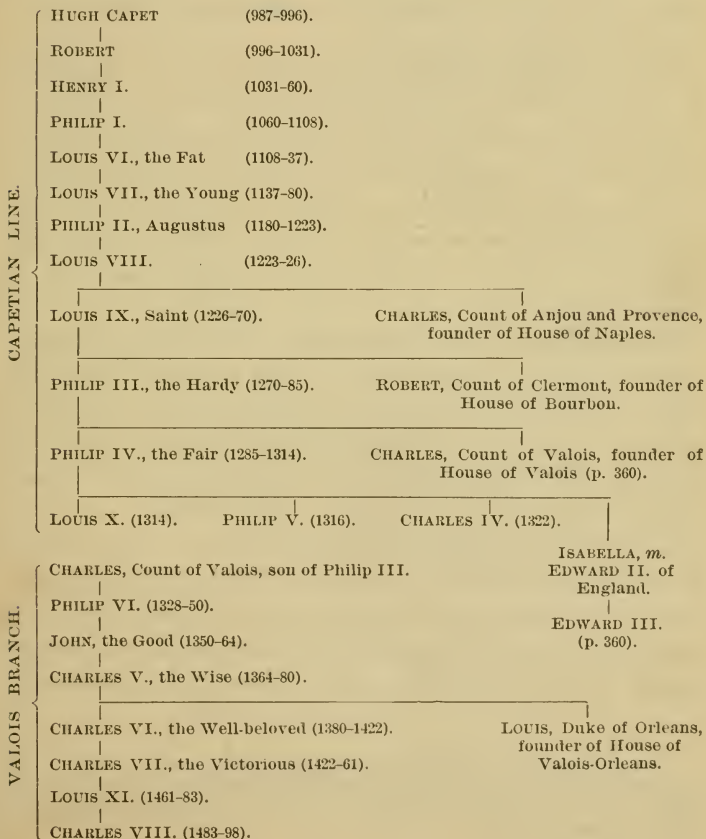 CAPETIAN LINE.
HUGH CAPET (987–996).
ROBERT (996–1031).
HENRY I. (1031–60).
PHILIP I. (1060–1108).
LOUIS VI., the Fat (1108–37).
LOUIS VII., the Young (1137–80).
PHILIP II., Augustus (1180–1223).
LOUIS VIII. (1223–26).
LOUIS IX., Saint (1226–70). CHARLES, Count of Anjou and Provence,
founder of House of Naples.
PHILIP III., the Hardy (1270–85). ROBERT, Count of Clermont, founder of
House of Bourbon.
PHILIP IV., the Fair (1285–1314). CHARLES, Count of Valois, founder of
House of Valois (p. 360).
LOUIS X. (1314). PHILIP V. (1316). CHARLES IV. (1322).
ISABELLA, m.
EDWARD II. of
England.
EDWARD III.
(p. 360).
VALOIS BRANCH.
CHARLES, Count of Valois, son of Philip III.
PHILIP VI. (1328–50).
JOHN, the Good (1350–64).
CHARLES V., the Wise (1364–80).
CHARLES VI., the Well-beloved (1380–1422). LOUIS, Duke of Orleans,
founder of House of
Valois-Orleans.
CHARLES VII., the Victorious (1422–61).
LOUIS XI. (1461–83).
CHARLES VIII. (1483–98).